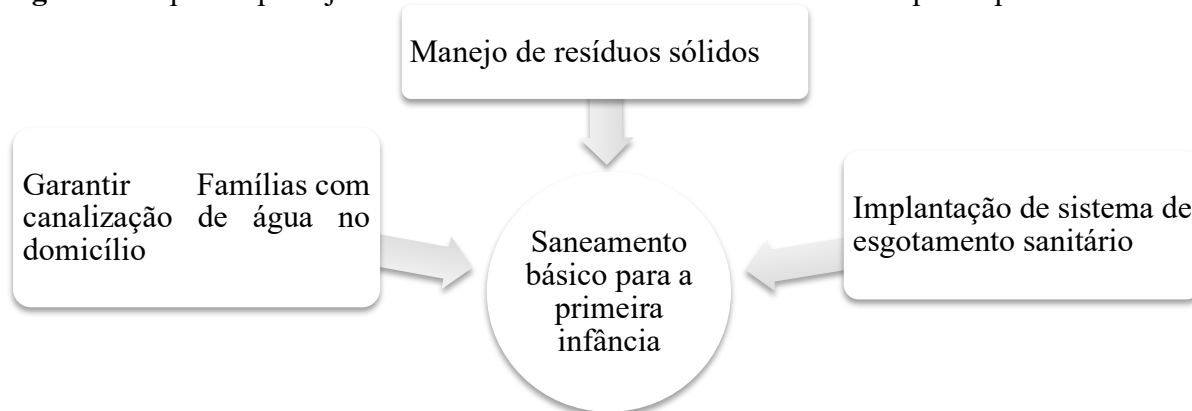 Manejo de resíduos sólidos
Garantir Famílias com
canalização de água no
domicílio
Saneamento
básico para a
primeira
infância
Implantação de sistema de
esgotamento sanitário